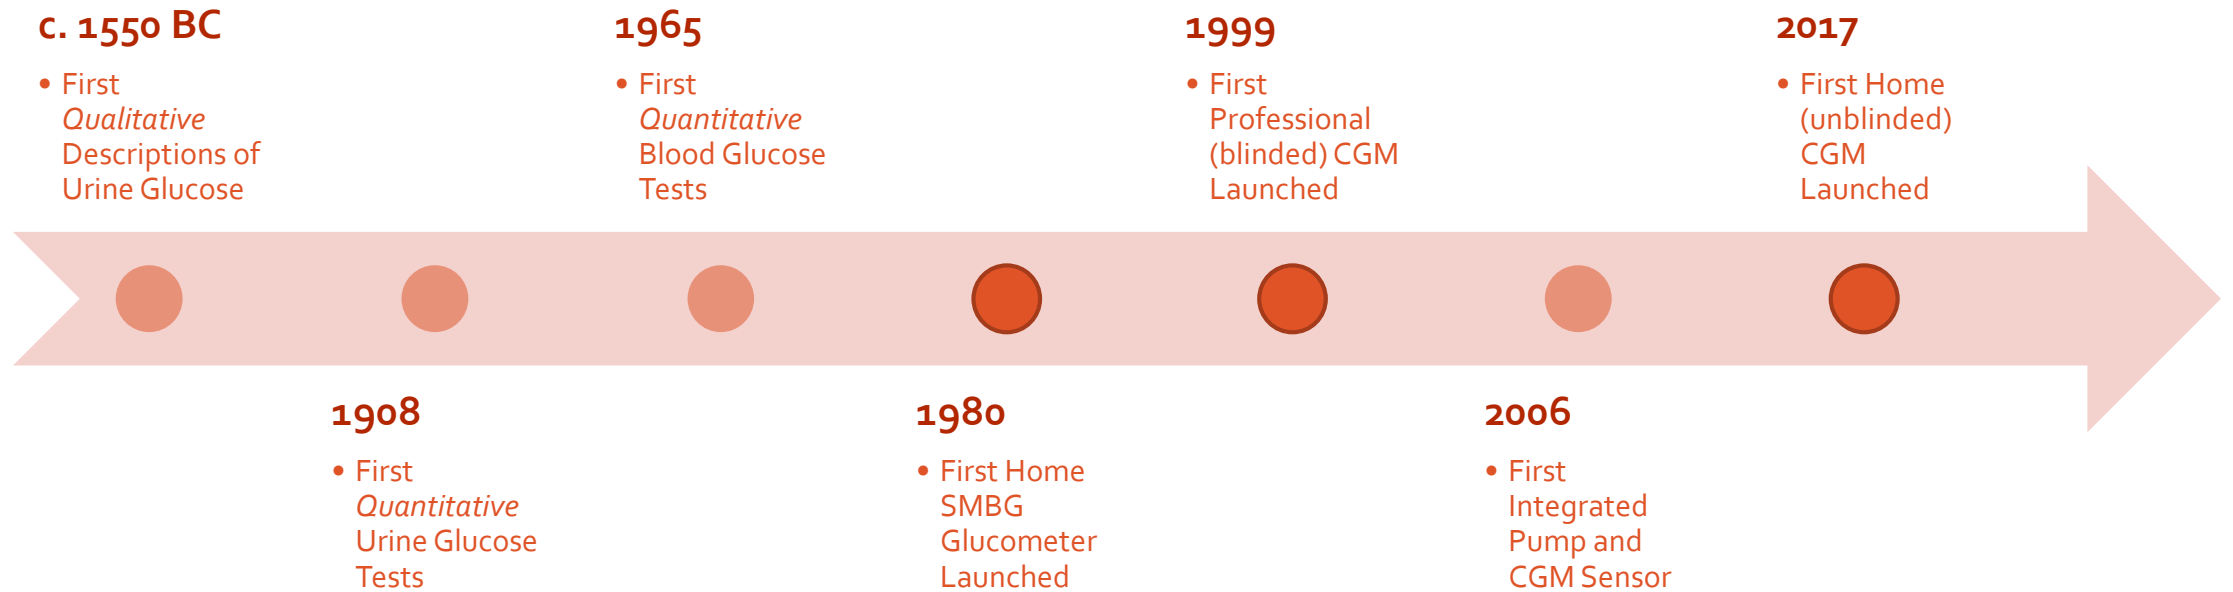 c. 1550 BC
• First
Qualitative
Descriptions of
Urine Glucose
1908
• First
Quantitative
Urine Glucose
Tests
1965
• First
Quantitative
Blood Glucose
Tests
1980
• First Home
SMBG
Glucometer
Launched
1999
• First
Professional
(blinded) CGM
Launched
2006
• First
Integrated
Pump and
CGM Sensor
2017
• First Home
(unblinded)
CGM
Launched